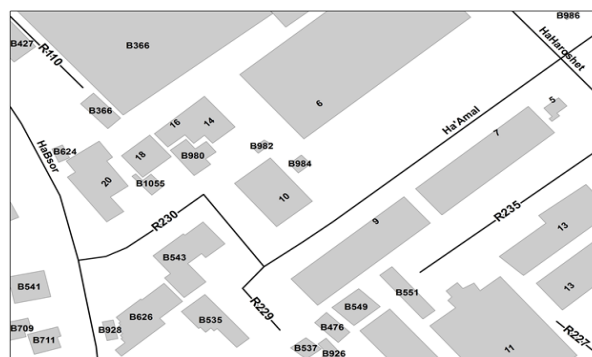 B986
B427
R110
B366
HaHaroshet
B366
6
5
16
14
Ha'Amal
7
HaBsor
B624
18
B980
B982
B984
B1055
20
10
R230
R235
9
13
B543
B541
13
B551
B549
B626
B535
R229
B476
B709
B711
B928
R227
B537
B926
11